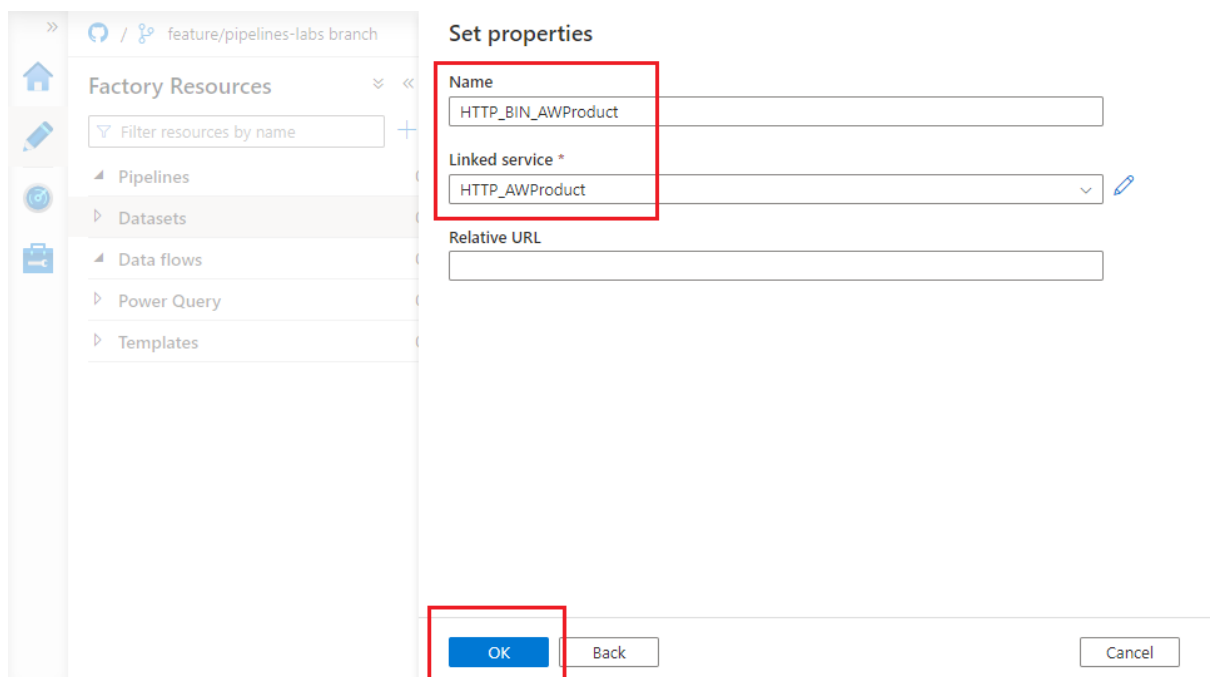 / feature/pipelines-labs branch
Factory Resources
Filter resources by name
Pipelines
Datasets
Data flows
Power Query
Templates
Set properties
Name
HTTP_BIN_AWProduct
Linked service *
HTTP_AWProduct
Relative URL
OK
Back
Cancel